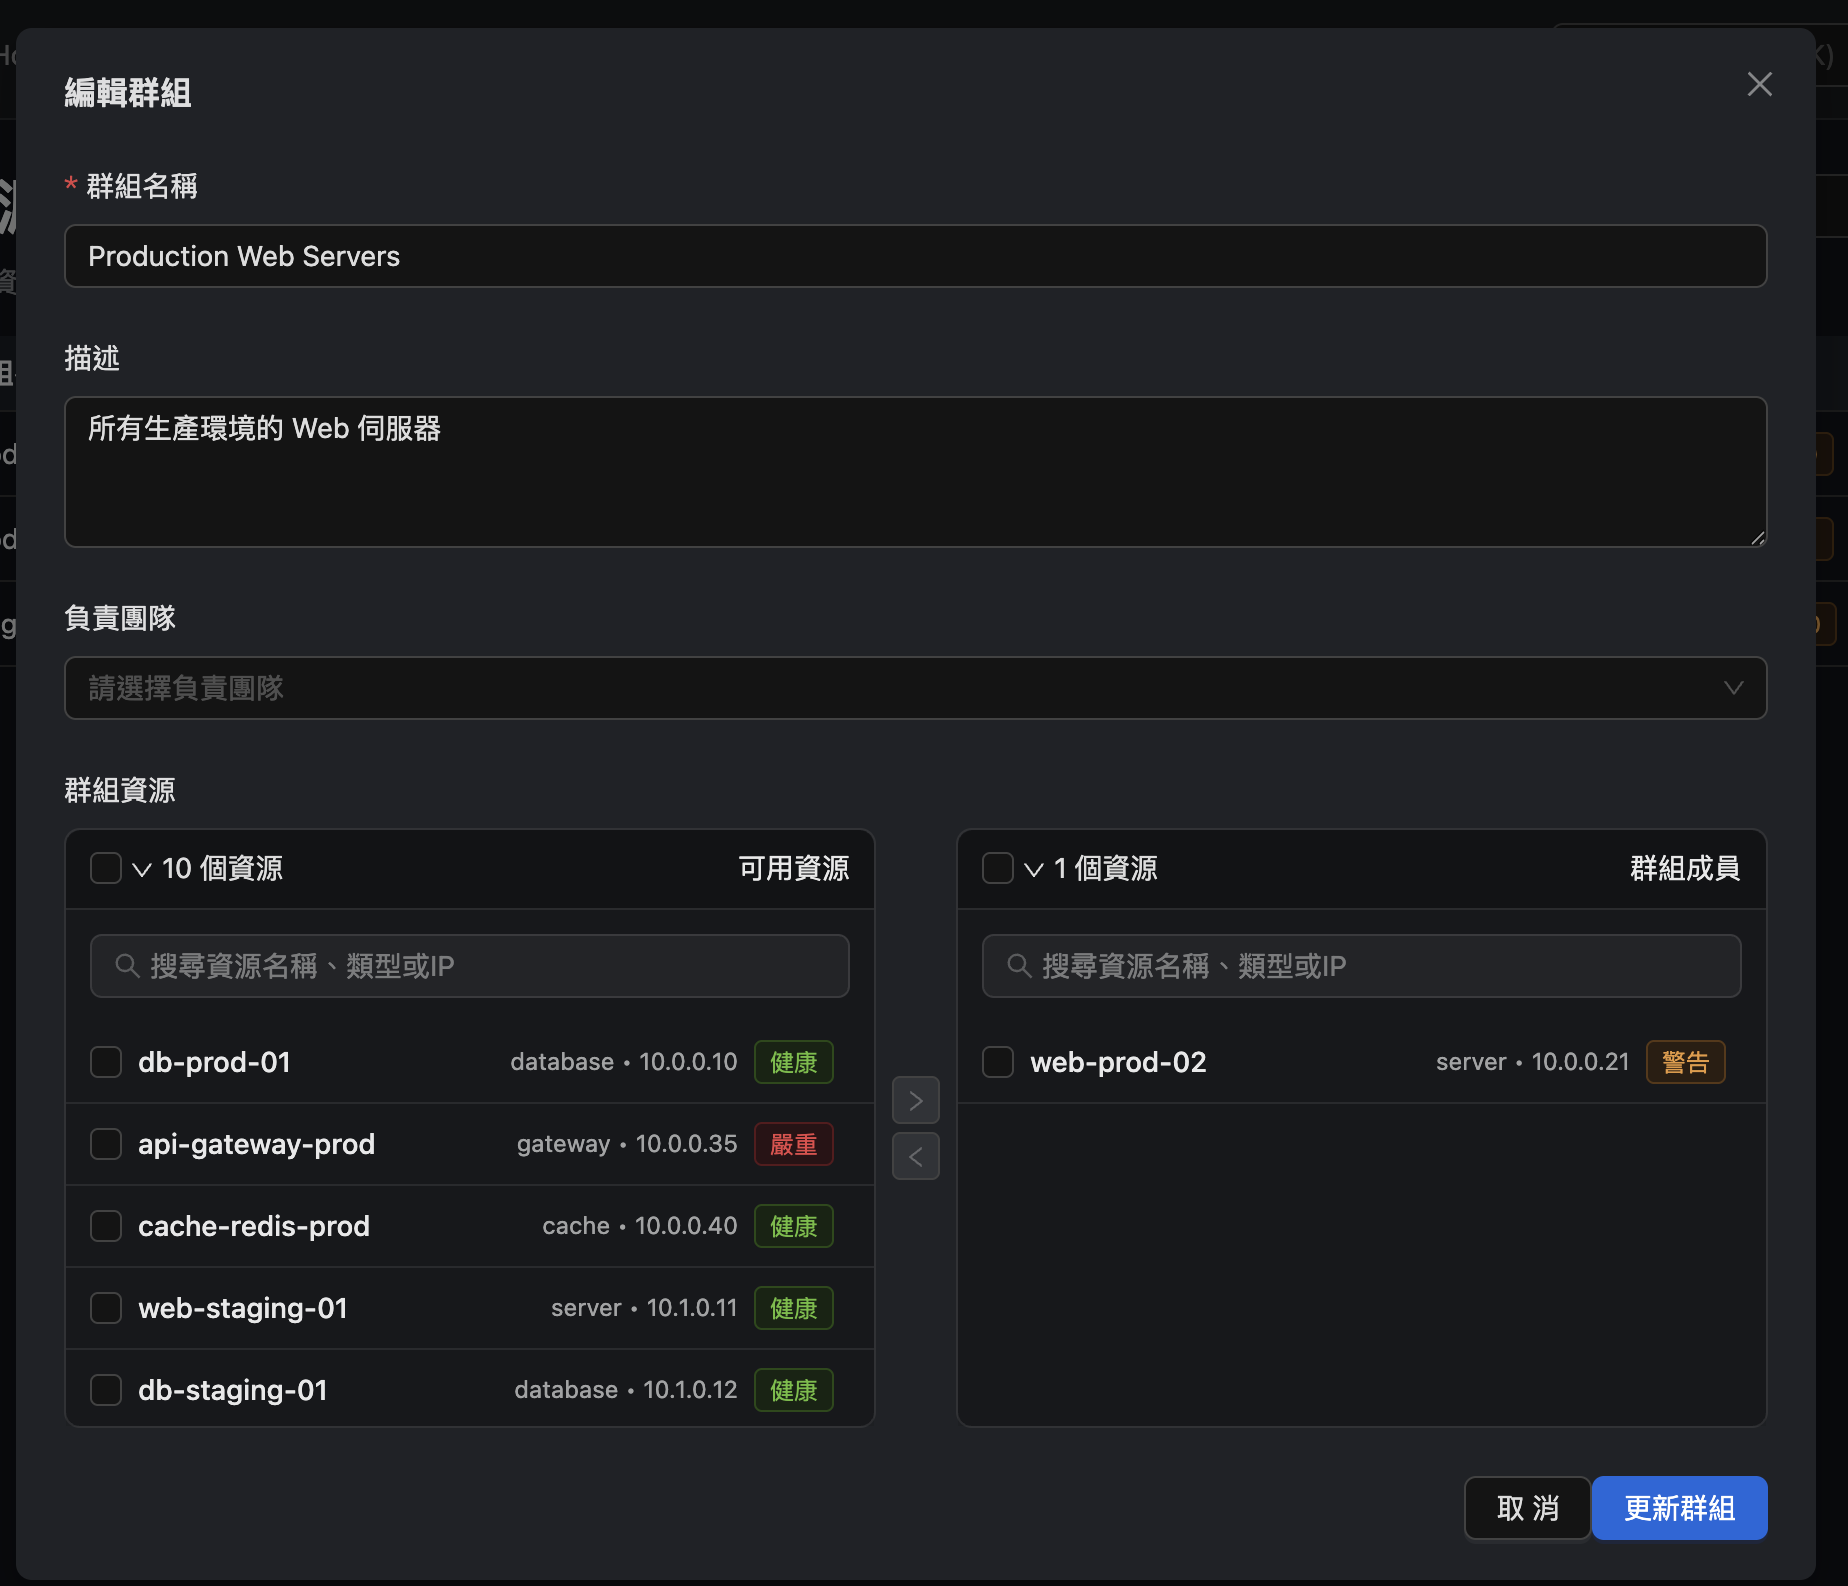 編輯群組
* 群組名稱
Production Web Servers
描述
所有生產環境的 Web 伺服器
負責團隊
請選擇負責團隊
群組資源
10 個資源 可用資源
搜尋資源名稱、類型或IP
db-prod-01 database • 10.0.0.10 健康
api-gateway-prod gateway • 10.0.0.35 嚴重
cache-redis-prod cache • 10.0.0.40 健康
web-staging-01 server • 10.1.0.11 健康
db-staging-01 database • 10.1.0.12 健康
1 個資源 群組成員
搜尋資源名稱、類型或IP
web-prod-02 server • 10.0.0.21 警告
取 消
更新群組